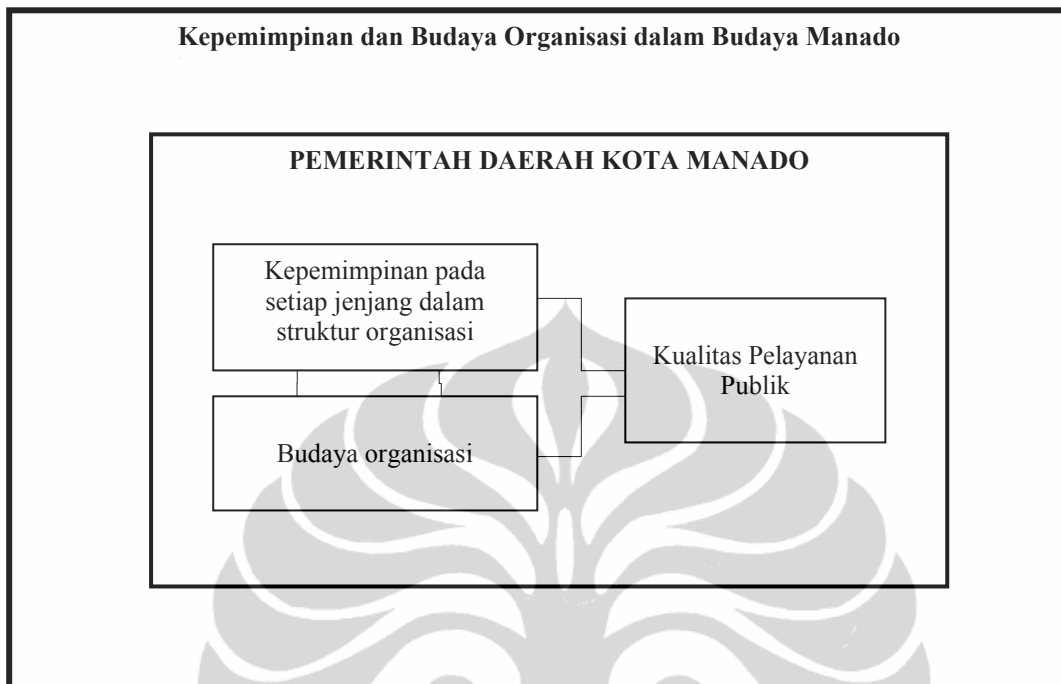 Kepemimpinan dan Budaya Organisasi dalam Budaya Manado
PEMERINTAH DAERAH KOTA MANADO
Kepemimpinan pada
setiap jenjang dalam
struktur organisasi
Kualitas Pelayanan
Publik
Budaya organisasi